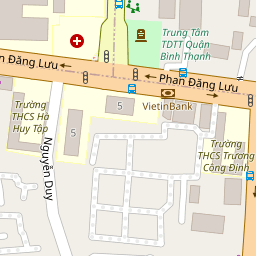 Trung Tâm
TDTT Quận
Bình Thạnh
n Đăng Lưu
Phan Đăng Lưu
VietinBank
5
5
Trường
THCS Hà
Huy Tập
Nguyễn Duy
Trường
THCS Trương
Công Định